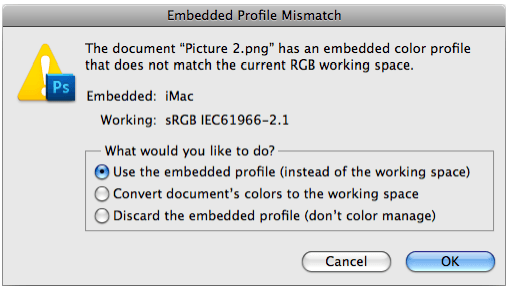 Embedded Profile Mismatch
The document “Picture 2.png” has an embedded color profile
that does not match the current RGB working space.
Ps
Embedded: iMac
Working: sRGB IEC61966-2.1
What would you like to do?
Use the embedded profile (instead of the working space)
Convert document's colors to the working space
Discard the embedded profile (don't color manage)
Cancel OK